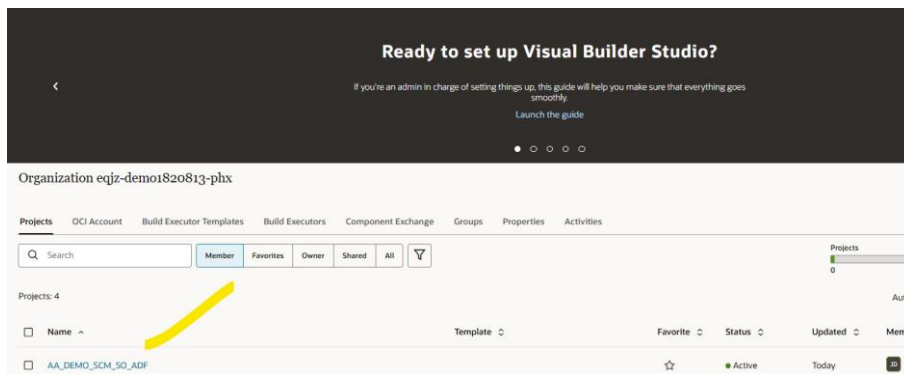 Ready to set up Visual Builder Studio?
If you're an admin in charge of setting things up, this guide will help you make sure that everything goes
smoothly.
Launch the guide
Organization eqjz-demo1820813-phx
Projects OCI Account Build Executor Templates Build Executors Component Exchange Groups Properties Activities
Search Member Favorites Owner Shared All Projects
0
Projects: 4 Au
Name Template Favorite Status Updated Mem
AA_DEMO_SCM_SO_ADF Active Today JD